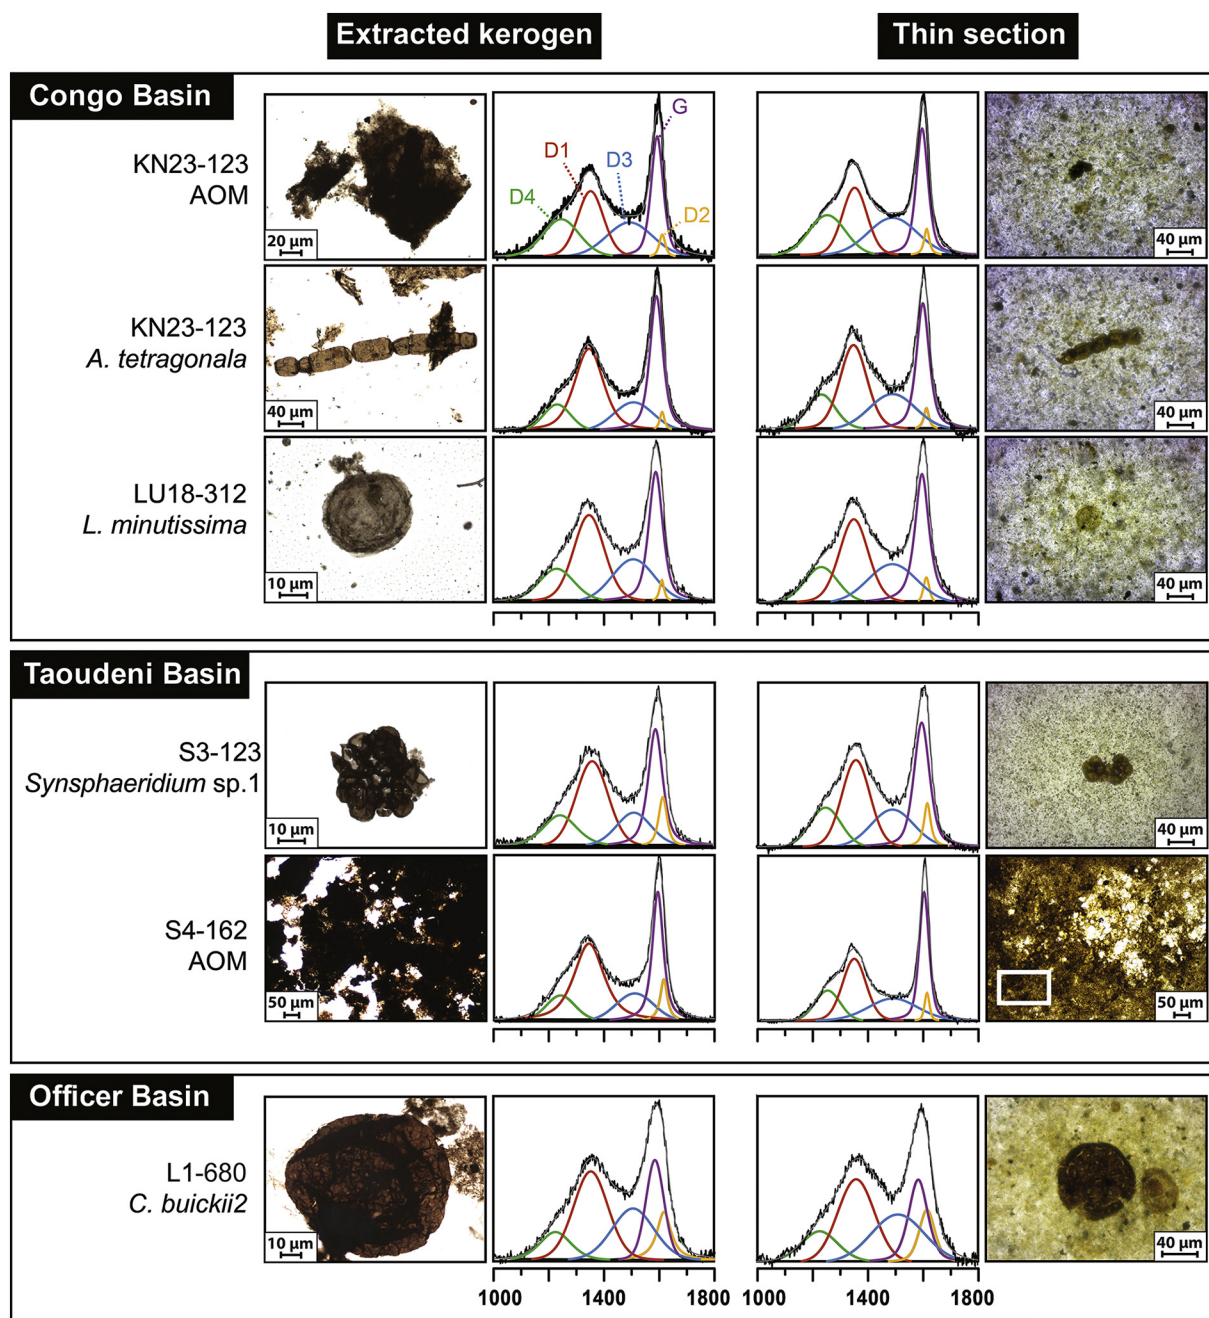 Extracted kerogen
Thin section
Congo Basin
KN23-123
AOM
20 µm
D4
D1
D3
G
D2
40 µm
KN23-123
A. tetragonala
40 µm
40 µm
LU18-312
L. minutissima
10 µm
40 µm
Taoudeni Basin
S3-123
Synsphaeridium sp.1
10 µm
40 µm
S4-162
AOM
50 µm
50 µm
Officer Basin
L1-680
C. buickii2
10 µm
40 µm
1000 1400 1800 1000 1400 1800